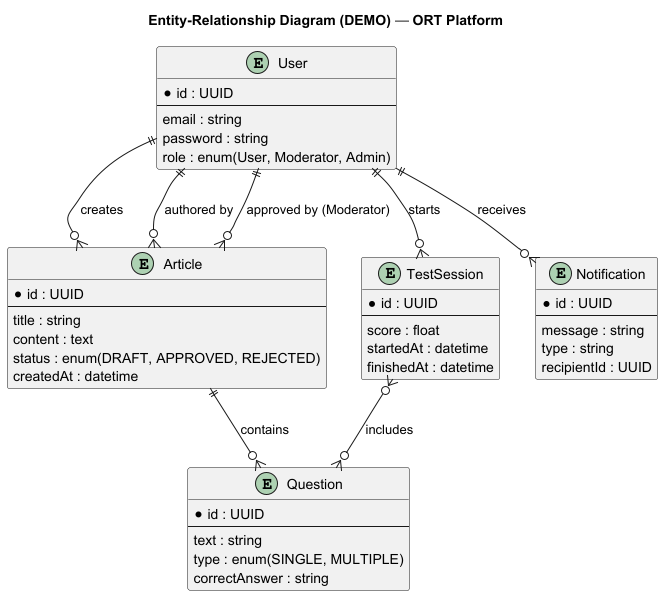 Entity-Relationship Diagram (DEMO) — ORT Platform
E User
id : UUID
email : string
password : string
role : enum(User, Moderator, Admin)
creates
authored by
approved by (Moderator)
starts
receives
E Article
id : UUID
title : string
content : text
status : enum(DRAFT, APPROVED, REJECTED)
createdAt : datetime
E TestSession
id : UUID
score : float
startedAt : datetime
finishedAt : datetime
E Notification
id : UUID
message : string
type : string
recipientId : UUID
contains
includes
E Question
id : UUID
text : string
type : enum(SINGLE, MULTIPLE)
correctAnswer : string